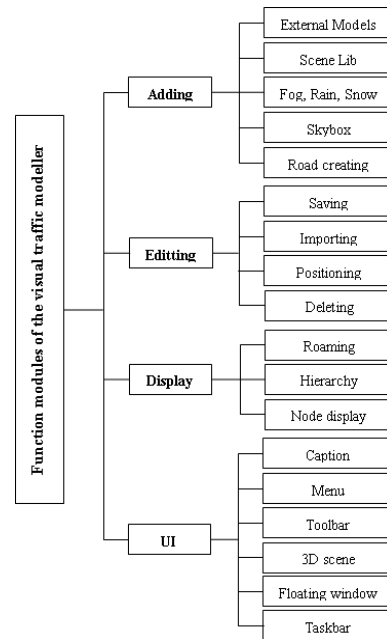 Function modules of the visual traffic modeller
Adding
External Models
Scene Lib
Fog, Rain, Snow
Skybox
Road creating
Editting
Saving
Importing
Positioning
Deleting
Display
Roaming
Hierarchy
Node display
UI
Caption
Menu
Toolbar
3D scene
Floating window
Taskbar